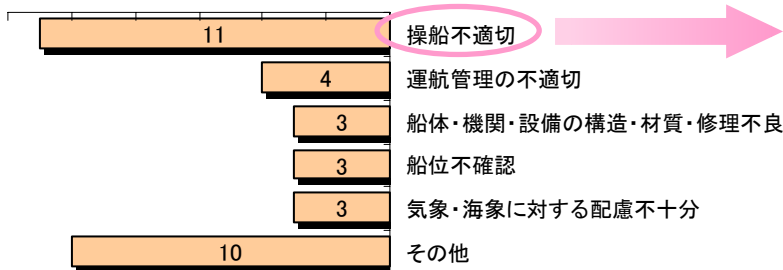 11 操船不適切
4 運航管理の不適切
3 船体・機関・設備の構造・材質・修理不良
3 船位不確認
3 気象・海象に対する配慮不十分
10 その他